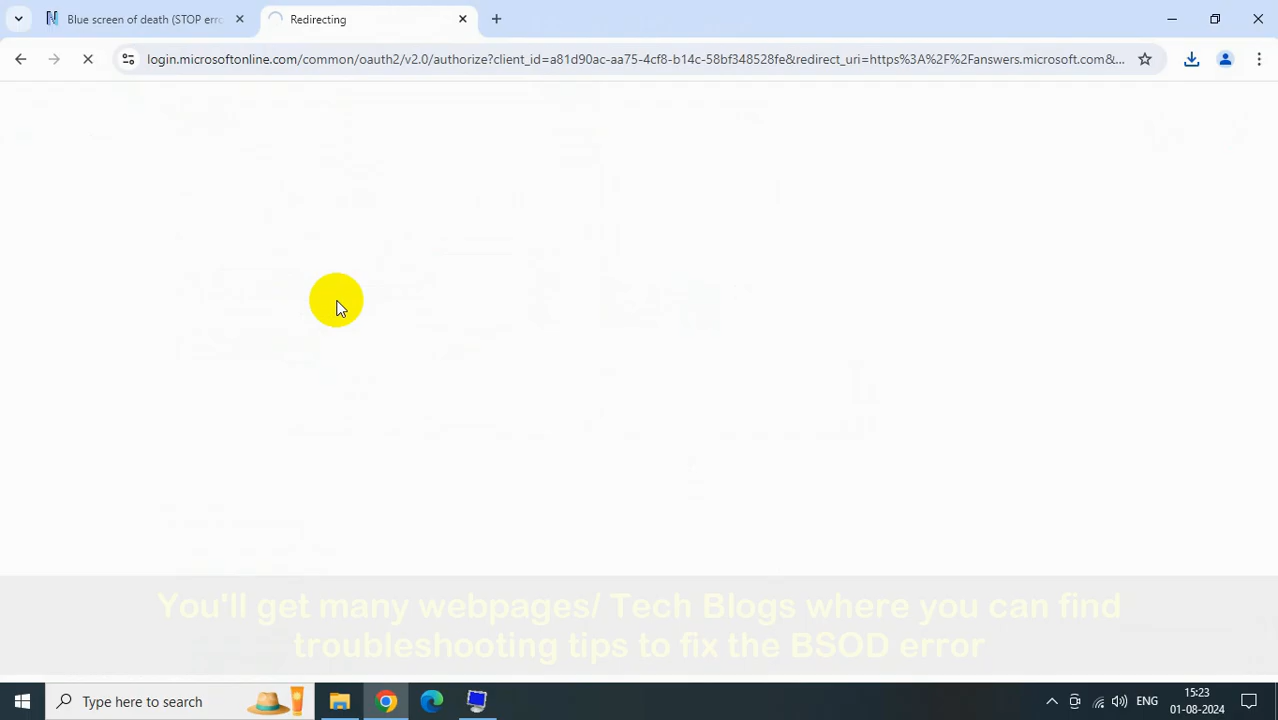 Blue screen of death (STOP erro
Redirecting
login.microsoftonline.com/common/oauth2/v2.0/authorize?client_id=a81d90ac-aa75-4cf8-b14c-58bf348528fe&redirect_uri=https%3A%2F%2Fanswers.microsoft.com&...
You'll get many webpages/ Tech Blogs where you can find
troubleshooting tips to fix the BSOD error
Type here to search
ENG
15:23
01-08-2024